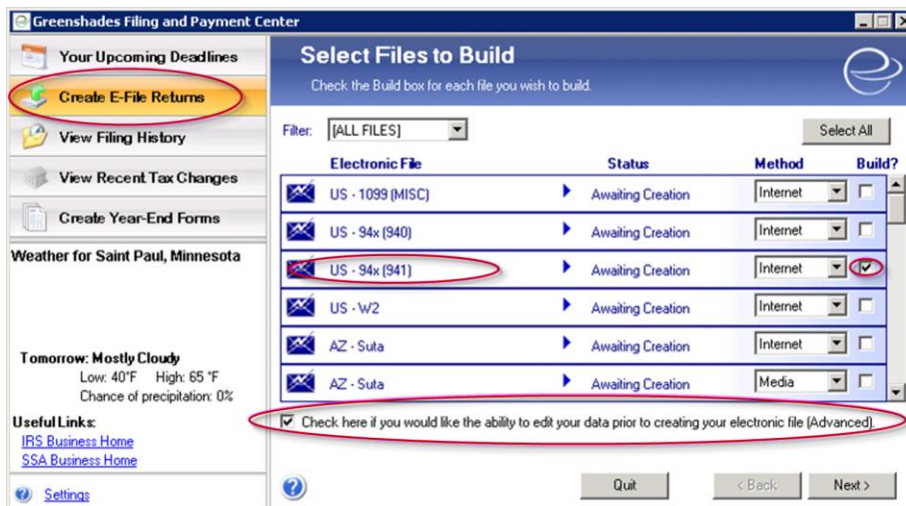 Greenshades Filing and Payment Center
Your Upcoming Deadlines
Create E-File Returns
View Filing History
View Recent Tax Changes
Create Year-End Forms
Weather for Saint Paul, Minnesota
Tomorrow: Mostly Cloudy
Low: 40°F High: 65 °F
Chance of precipitation: 0%
Useful Links:
IRS Business Home
SSA Business Home
Settings
Select Files to Build
Check the Build box for each file you wish to build.
Filter: [ALL FILES] Select All
Electronic File Status Method Build?
US - 1099 (MISC) Awaiting Creation Internet
US - 94x (940) Awaiting Creation Internet
US - 94x (941) Awaiting Creation Internet
US - W2 Awaiting Creation Internet
AZ - Suta Awaiting Creation Internet
AZ - Suta Awaiting Creation Media
Check here if you would like the ability to edit your data prior to creating your electronic file (Advanced).
Quit < Back Next >